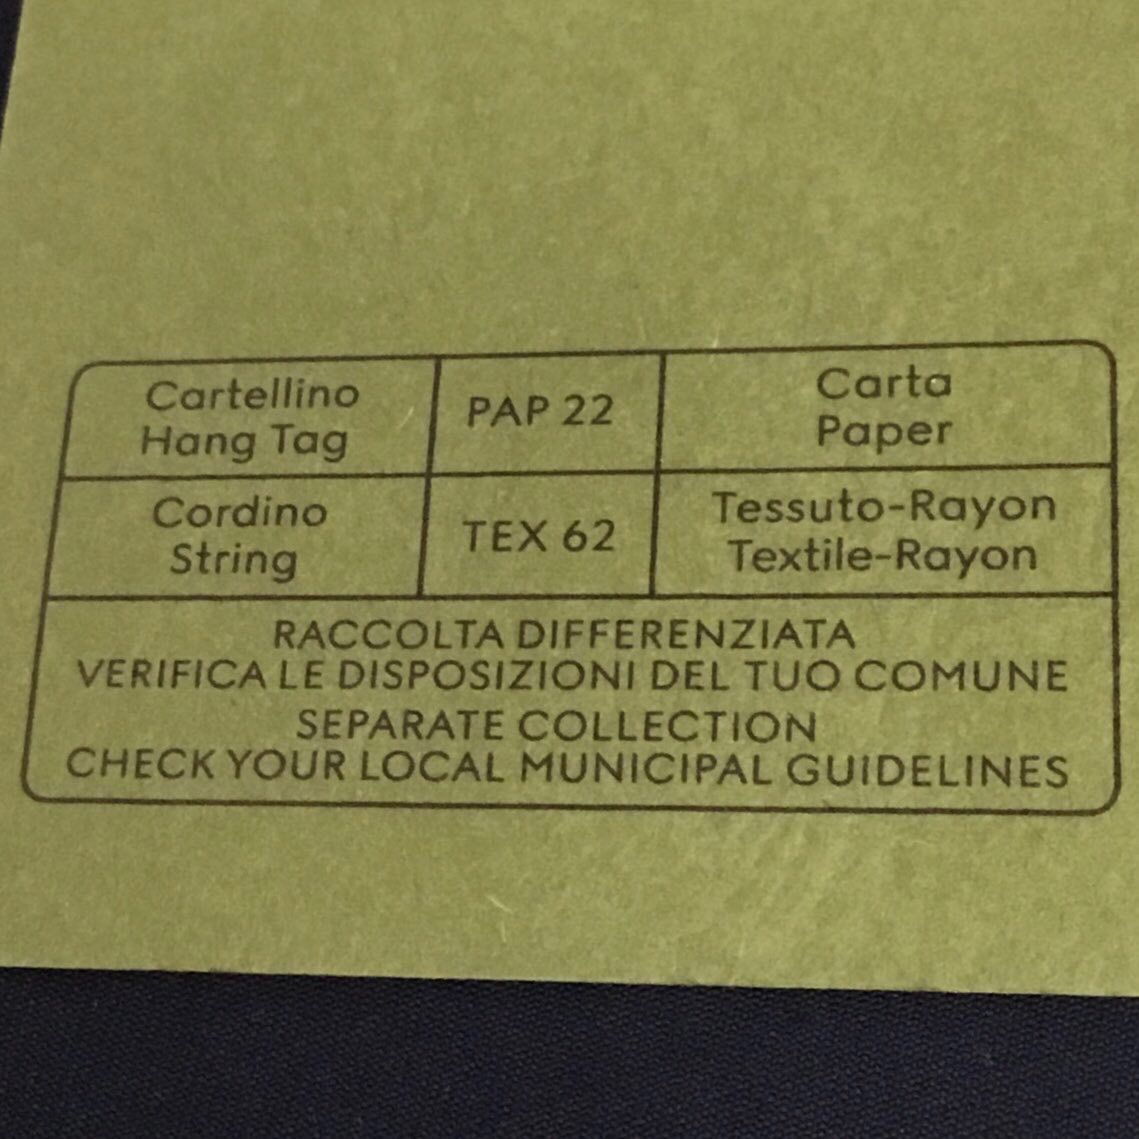 Cartellino
Hang Tag
PAP 22
Carta
Paper
Cordino
String
TEX 62
Tessuto-Rayon
Textile-Rayon
RACCOLTA DIFFERENZIATA
VERIFICA LE DISPOSIZIONI DEL TUO COMUNE
SEPARATE COLLECTION
CHECK YOUR LOCAL MUNICIPAL GUIDELINES